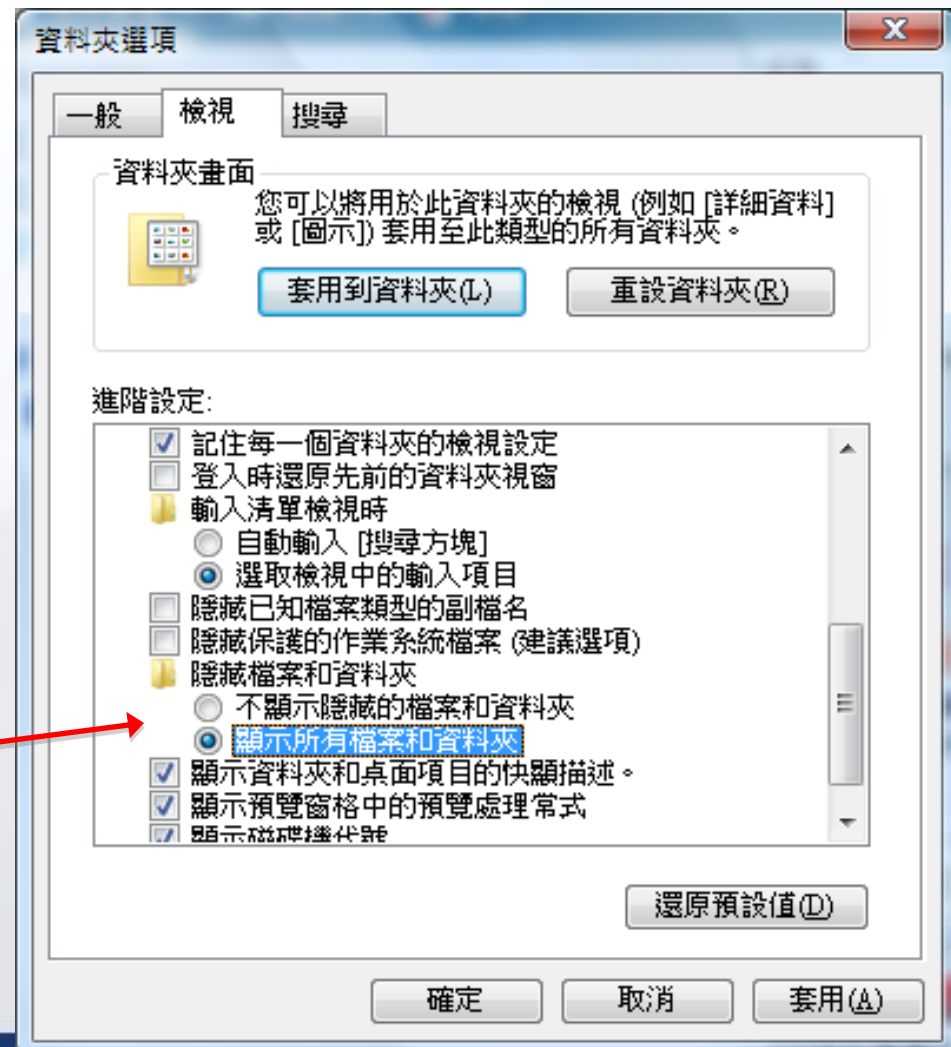 資料夾選項
一般
檢視
搜尋
資料夾畫面
您可以將用於此資料夾的檢視 (例如 [詳細資料]
或 [圖示]) 套用至此類型的所有資料夾。
套用到資料夾(L)
重設資料夾(R)
進階設定:
記住每一個資料夾的檢視設定
登入時還原先前的資料夾視窗
輸入清單檢視時
自動輸入 [搜尋方塊]
選取檢視中的輸入項目
隱藏已知檔案類型的副檔名
隱藏保護的作業系統檔案 (建議選項)
隱藏檔案和資料夾
不顯示隱藏的檔案和資料夾
顯示所有檔案和資料夾
顯示資料夾和桌面項目的快顯描述。
顯示預覽窗格中的預覽處理常式
顯示磁碟機代號
還原預設值(D)
確定
取消
套用(A)